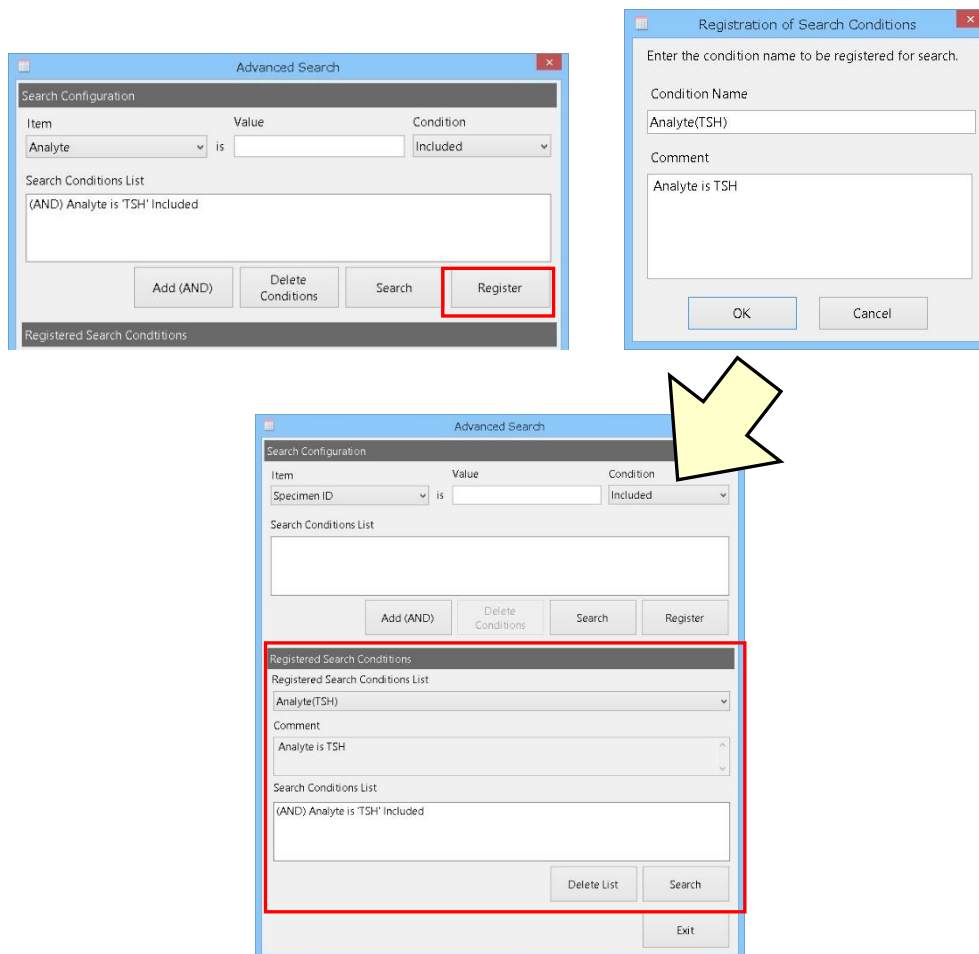 Advanced Search
Search Configuration
Item Value Condition
Analyte is Included
Search Conditions List
(AND) Analyte is 'TSH' Included
Add (AND) Delete Conditions Search Register
Registered Search Condtitions
Registration of Search Conditions
Enter the condition name to be registered for search.
Condition Name
Analyte(TSH)
Comment
Analyte is TSH
OK Cancel
Advanced Search
Search Configuration
Item Value Condition
Specimen ID is Included
Search Conditions List
Add (AND) Delete Conditions Search Register
Registered Search Condtitions
Registered Search Conditions List
Analyte(TSH)
Comment
Analyte is TSH
Search Conditions List
(AND) Analyte is 'TSH' Included
Delete List Search
Exit